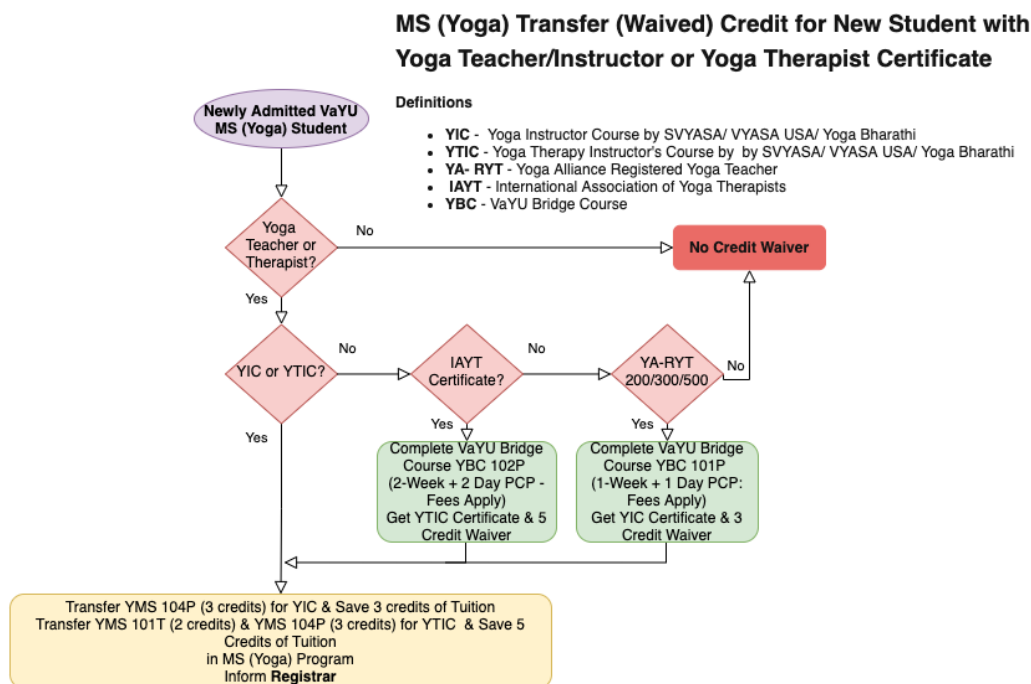 MS (Yoga) Transfer (Waived) Credit for New Student with
Yoga Teacher/Instructor or Yoga Therapist Certificate
Definitions
• YIC - Yoga Instructor Course by SVYASA/ VYASA USA/ Yoga Bharathi
• YTIC - Yoga Therapy Instructor's Course by by SVYASA/ VYASA USA/ Yoga Bharathi
• YA- RYT - Yoga Alliance Registered Yoga Teacher
• IAYT - International Association of Yoga Therapists
• YBC - VaYU Bridge Course
Newly Admitted VaYU
MS (Yoga) Student
Yoga
Teacher or
Therapist?
No
No Credit Waiver
Yes
YIC or YTIC?
No
IAYT
Certificate?
No
YA-RYT
200/300/500
No
Yes
Yes
Yes
Complete VaYU Bridge
Course YBC 102P
(2-Week + 2 Day PCP -
Fees Apply)
Get YTIC Certificate & 5
Credit Waiver
Complete VaYU Bridge
Course YBC 101P
(1-Week + 1 Day PCP:
Fees Apply)
Get YIC Certificate & 3
Credit Waiver
Transfer YMS 104P (3 credits) for YIC & Save 3 credits of Tuition
Transfer YMS 101T (2 credits) & YMS 104P (3 credits) for YTIC & Save 5
Credits of Tuition
in MS (Yoga) Program
Inform Registrar